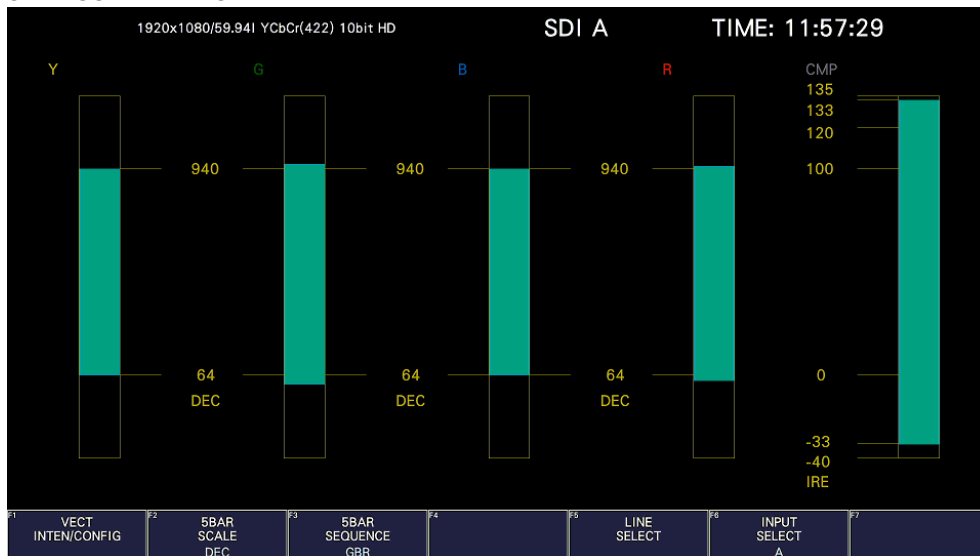 1920x1080/59.94I YCbCr(422) 10bit HD SDI A TIME: 11:57:29
Y G B R CMP
135
133
120
940 940 940 100
64 64 64 0
DEC DEC DEC
-33
-40
IRE
F1 VECT INTEN/CONFIG
F2 5BAR SCALE DEC
F3 5BAR SEQUENCE GBR
F4
F5 LINE SELECT
F6 INPUT SELECT A
F7